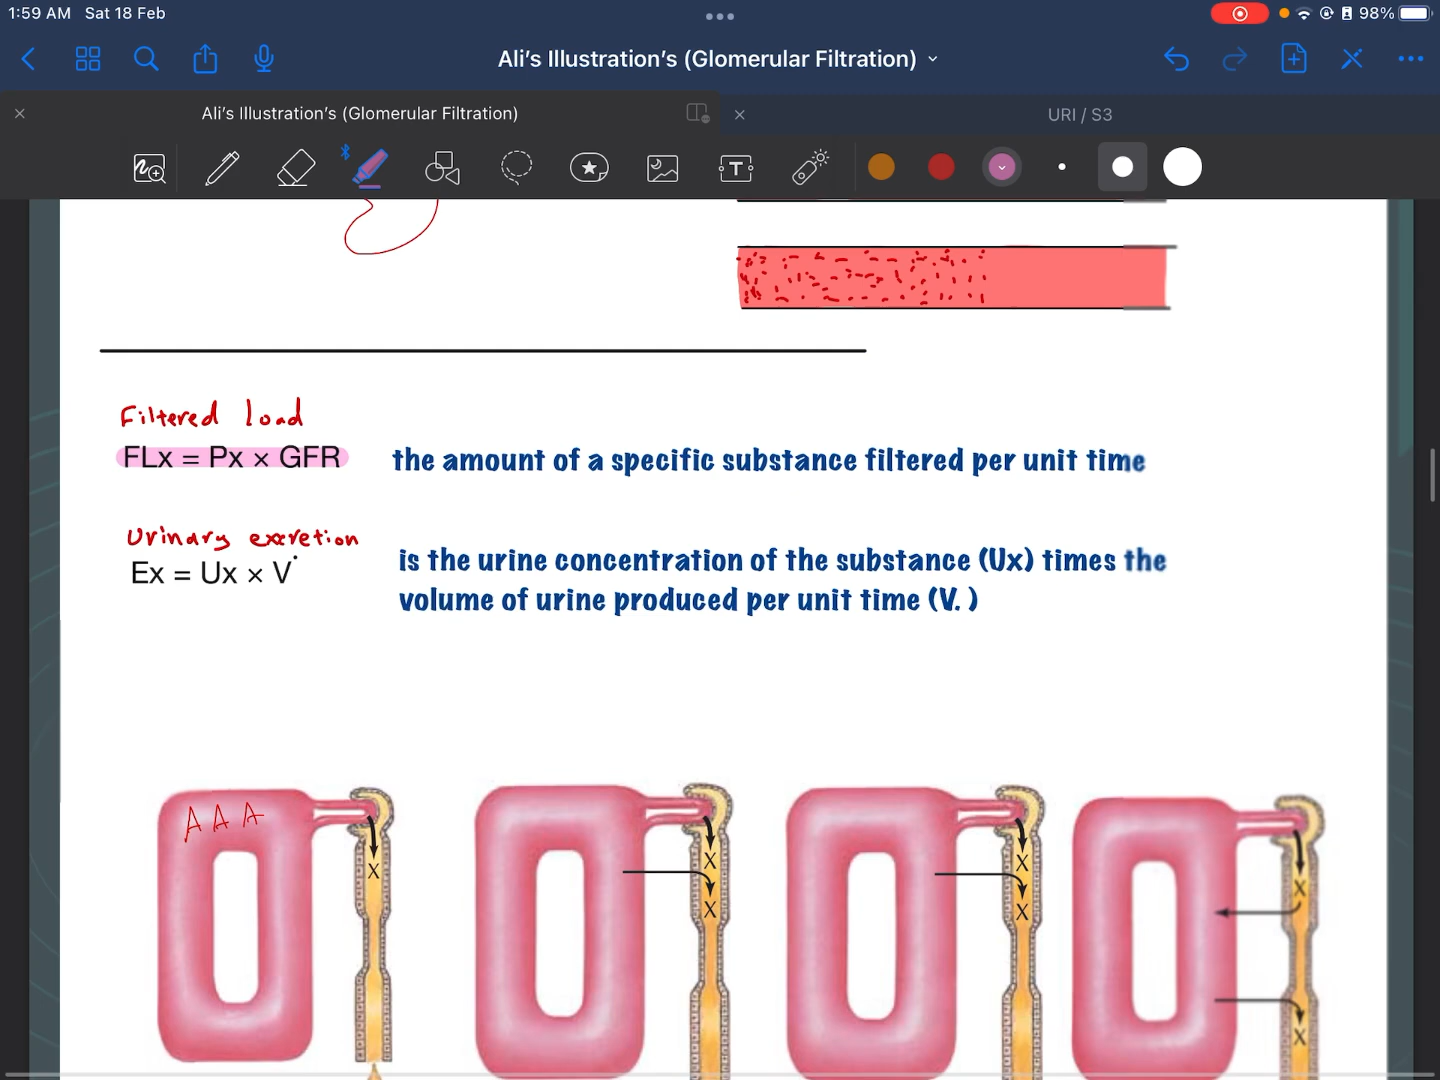 1:59 AM Sat 18 Feb
98%
Ali's Illustration's (Glomerular Filtration)
Ali's Illustration's (Glomerular Filtration)
URI / S3
T
Filtered load
FLx = Px × GFR
the amount of a specific substance filtered per unit time
Urinary excretion
Ex = Ux × V̇
is the urine concentration of the substance (Ux) times the
volume of urine produced per unit time (V. )
A A A
X
X
X
X
X
X
X